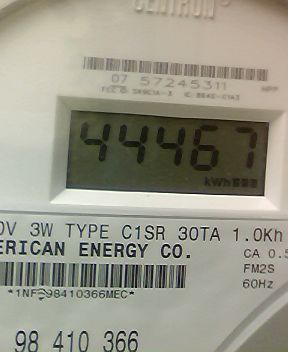 CENTRON®
07 57245311
44467
kWh
0V 3W TYPE C1SR 30TA 1.0Kh
ERICAN ENERGY CO.
CA 0.5
FM2S
60Hz
98 410 366